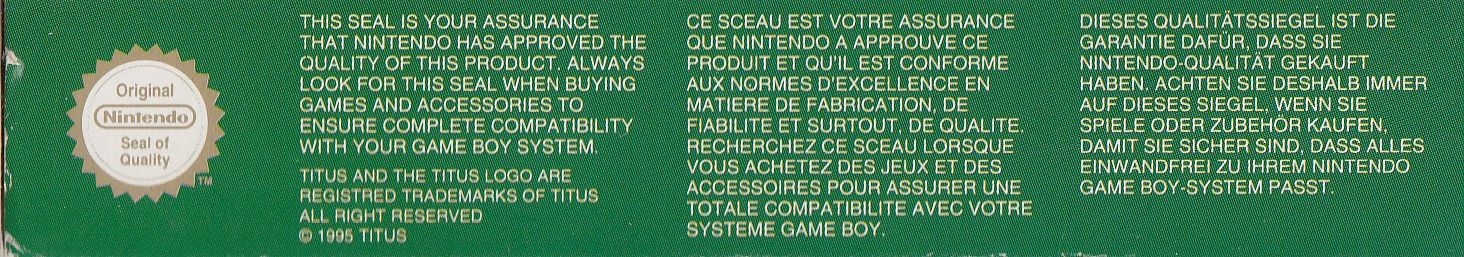 Original
Nintendo
Seal of
Quality
TM
THIS SEAL IS YOUR ASSURANCE
THAT NINTENDO HAS APPROVED THE
QUALITY OF THIS PRODUCT. ALWAYS
LOOK FOR THIS SEAL WHEN BUYING
GAMES AND ACCESSORIES TO
ENSURE COMPLETE COMPATIBILITY
WITH YOUR GAME BOY SYSTEM.
TITUS AND THE TITUS LOGO ARE
REGISTRED TRADEMARKS OF TITUS
ALL RIGHT RESERVED
© 1995 TITUS
CE SCEAU EST VOTRE ASSURANCE
QUE NINTENDO A APPROUVE CE
PRODUIT ET QU'IL EST CONFORME
AUX NORMES D'EXCELLENCE EN
MATIERE DE FABRICATION, DE
FIABILITE ET SURTOUT, DE QUALITE.
RECHERCHEZ CE SCEAU LORSQUE
VOUS ACHETEZ DES JEUX ET DES
ACCESSOIRES POUR ASSURER UNE
TOTALE COMPATIBILITE AVEC VOTRE
SYSTEME GAME BOY.
DIESES QUALITÄTSSIEGEL IST DIE
GARANTIE DAFÜR, DASS SIE
NINTENDO-QUALITÄT GEKAUFT
HABEN. ACHTEN SIE DESHALB IMMER
AUF DIESES SIEGEL, WENN SIE
SPIELE ODER ZUBEHÖR KAUFEN,
DAMIT SIE SICHER SIND, DASS ALLES
EINWANDFREI ZU IHREM NINTENDO
GAME BOY-SYSTEM PASST.